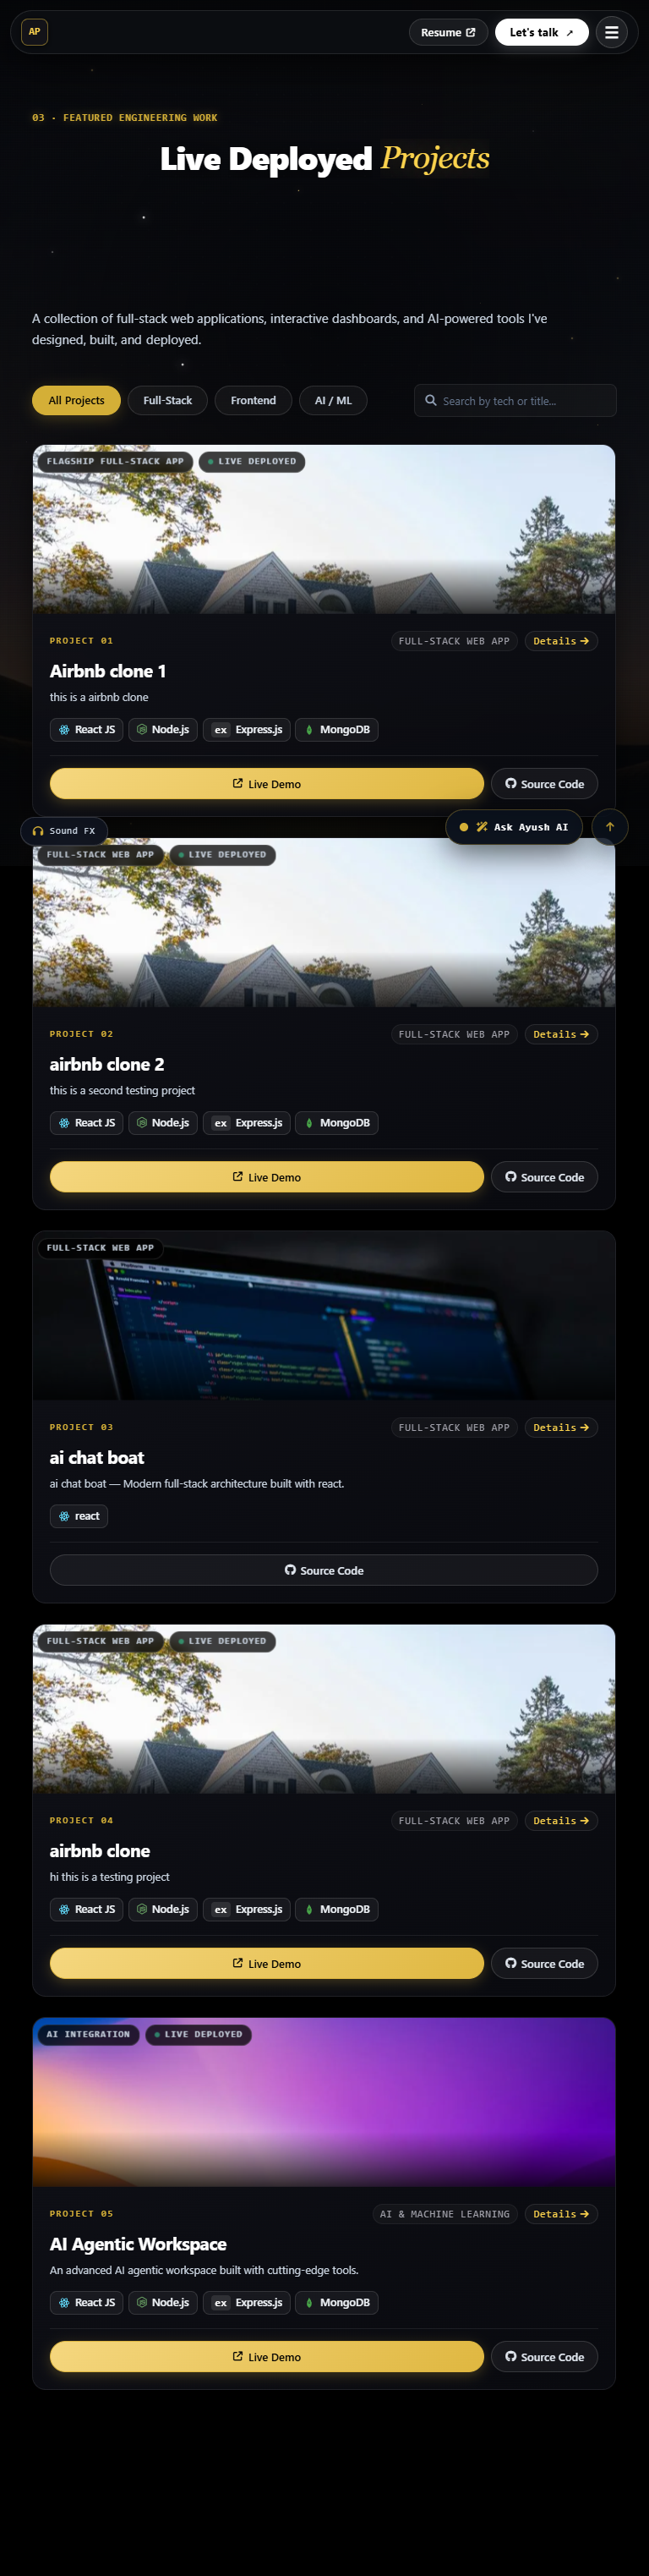 AP
Resume
Let's talk ↗
03 · FEATURED ENGINEERING WORK
Live Deployed Projects
A collection of full-stack web applications, interactive dashboards, and AI-powered tools I've
designed, built, and deployed.
All Projects
Full-Stack
Frontend
AI / ML
Search by tech or title...
FLAGSHIP FULL-STACK APP
LIVE DEPLOYED
PROJECT 01
FULL-STACK WEB APP
Details →
Airbnb clone 1
this is a airbnb clone
React JS
Node.js
ex Express.js
MongoDB
Live Demo
Source Code
Sound FX
Ask Ayush AI
FULL-STACK WEB APP
LIVE DEPLOYED
PROJECT 02
FULL-STACK WEB APP
Details →
airbnb clone 2
this is a second testing project
React JS
Node.js
ex Express.js
MongoDB
Live Demo
Source Code
FULL-STACK WEB APP
PROJECT 03
FULL-STACK WEB APP
Details →
ai chat boat
ai chat boat — Modern full-stack architecture built with react.
react
Source Code
FULL-STACK WEB APP
LIVE DEPLOYED
PROJECT 04
FULL-STACK WEB APP
Details →
airbnb clone
hi this is a testing project
React JS
Node.js
ex Express.js
MongoDB
Live Demo
Source Code
AI INTEGRATION
LIVE DEPLOYED
PROJECT 05
AI & MACHINE LEARNING
Details →
AI Agentic Workspace
An advanced AI agentic workspace built with cutting-edge tools.
React JS
Node.js
ex Express.js
MongoDB
Live Demo
Source Code